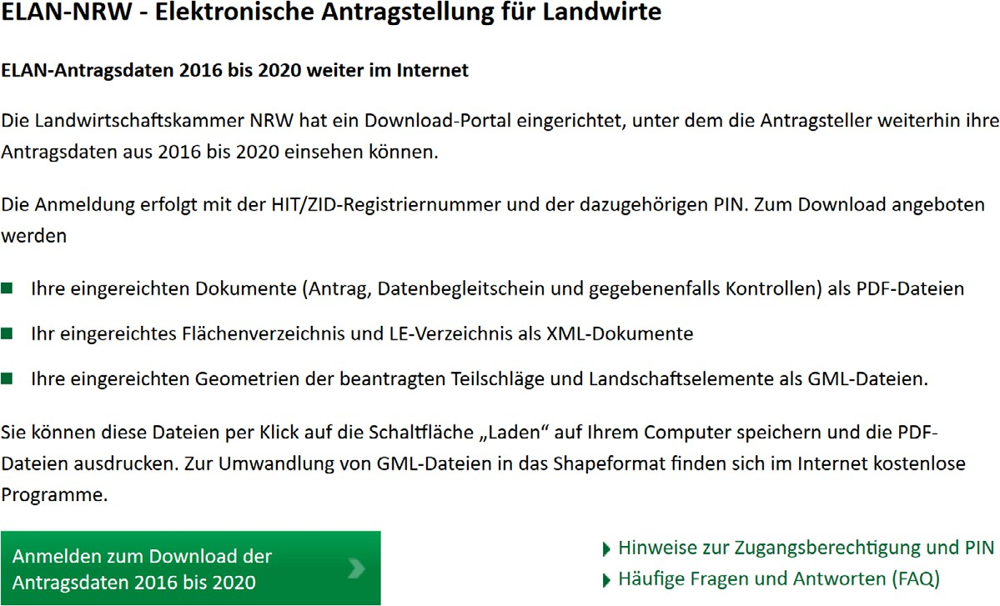 ELAN-NRW - Elektronische Antragstellung für Landwirte
ELAN-Antragsdaten 2016 bis 2020 weiter im Internet
Die Landwirtschaftskammer NRW hat ein Download-Portal eingerichtet, unter dem die Antragsteller weiterhin ihre
Antragsdaten aus 2016 bis 2020 einsehen können.
Die Anmeldung erfolgt mit der HIT/ZID-Registriernummer und der dazugehörigen PIN. Zum Download angeboten
werden
Ihre eingereichten Dokumente (Antrag, Datenbegleitschein und gegebenenfalls Kontrollen) als PDF-Dateien
Ihr eingereichtes Flächenverzeichnis und LE-Verzeichnis als XML-Dokumente
Ihre eingereichten Geometrien der beantragten Teilschläge und Landschaftselemente als GML-Dateien.
Sie können diese Dateien per Klick auf die Schaltfläche „Laden“ auf Ihrem Computer speichern und die PDF-
Dateien ausdrucken. Zur Umwandlung von GML-Dateien in das Shapeformat finden sich im Internet kostenlose
Programme.
Anmelden zum Download der
Antragsdaten 2016 bis 2020
Hinweise zur Zugangsberechtigung und PIN
Häufige Fragen und Antworten (FAQ)